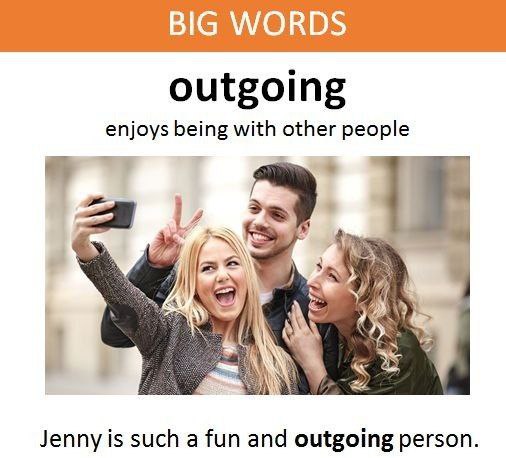 BIG WORDS
outgoing
enjoys being with other people
Jenny is such a fun and outgoing person.